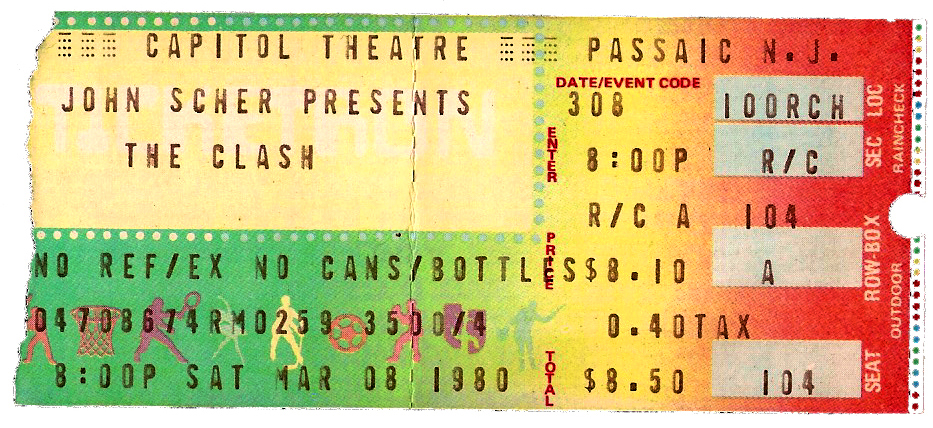 CAPITOL THEATRE PASSAIC N.J.
DATE/EVENT CODE
JOHN SCHER PRESENTS 308 100RCH LOC
THE CLASH ENTER 8:00P R/C SEC RAINCHECK
R/C A 104
NO REF/EX NO CANS/BOTTLES PRICE $8.10 A ROW-BOX
04708674RM0259 3500/4 0.40TAX OUTDOOR
8:00P SAT MAR 08 1980 TOTAL $8.50 104 SEAT